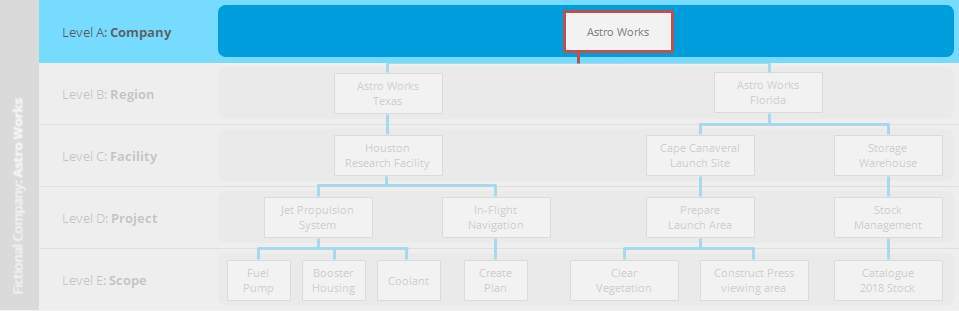 Fictional Company: Astro Works
Level A: Company
Astro Works
Level B: Region
Astro Works
Texas
Astro Works
Florida
Level C: Facility
Houston
Research Facility
Cape Canaveral
Launch Site
Storage
Warehouse
Level D: Project
Jet Propulsion
System
In-Flight
Navigation
Prepare
Launch Area
Stock
Management
Level E: Scope
Fuel
Pump
Booster
Housing
Coolant
Create
Plan
Clear
Vegetation
Construct Press
viewing area
Catalogue
2018 Stock